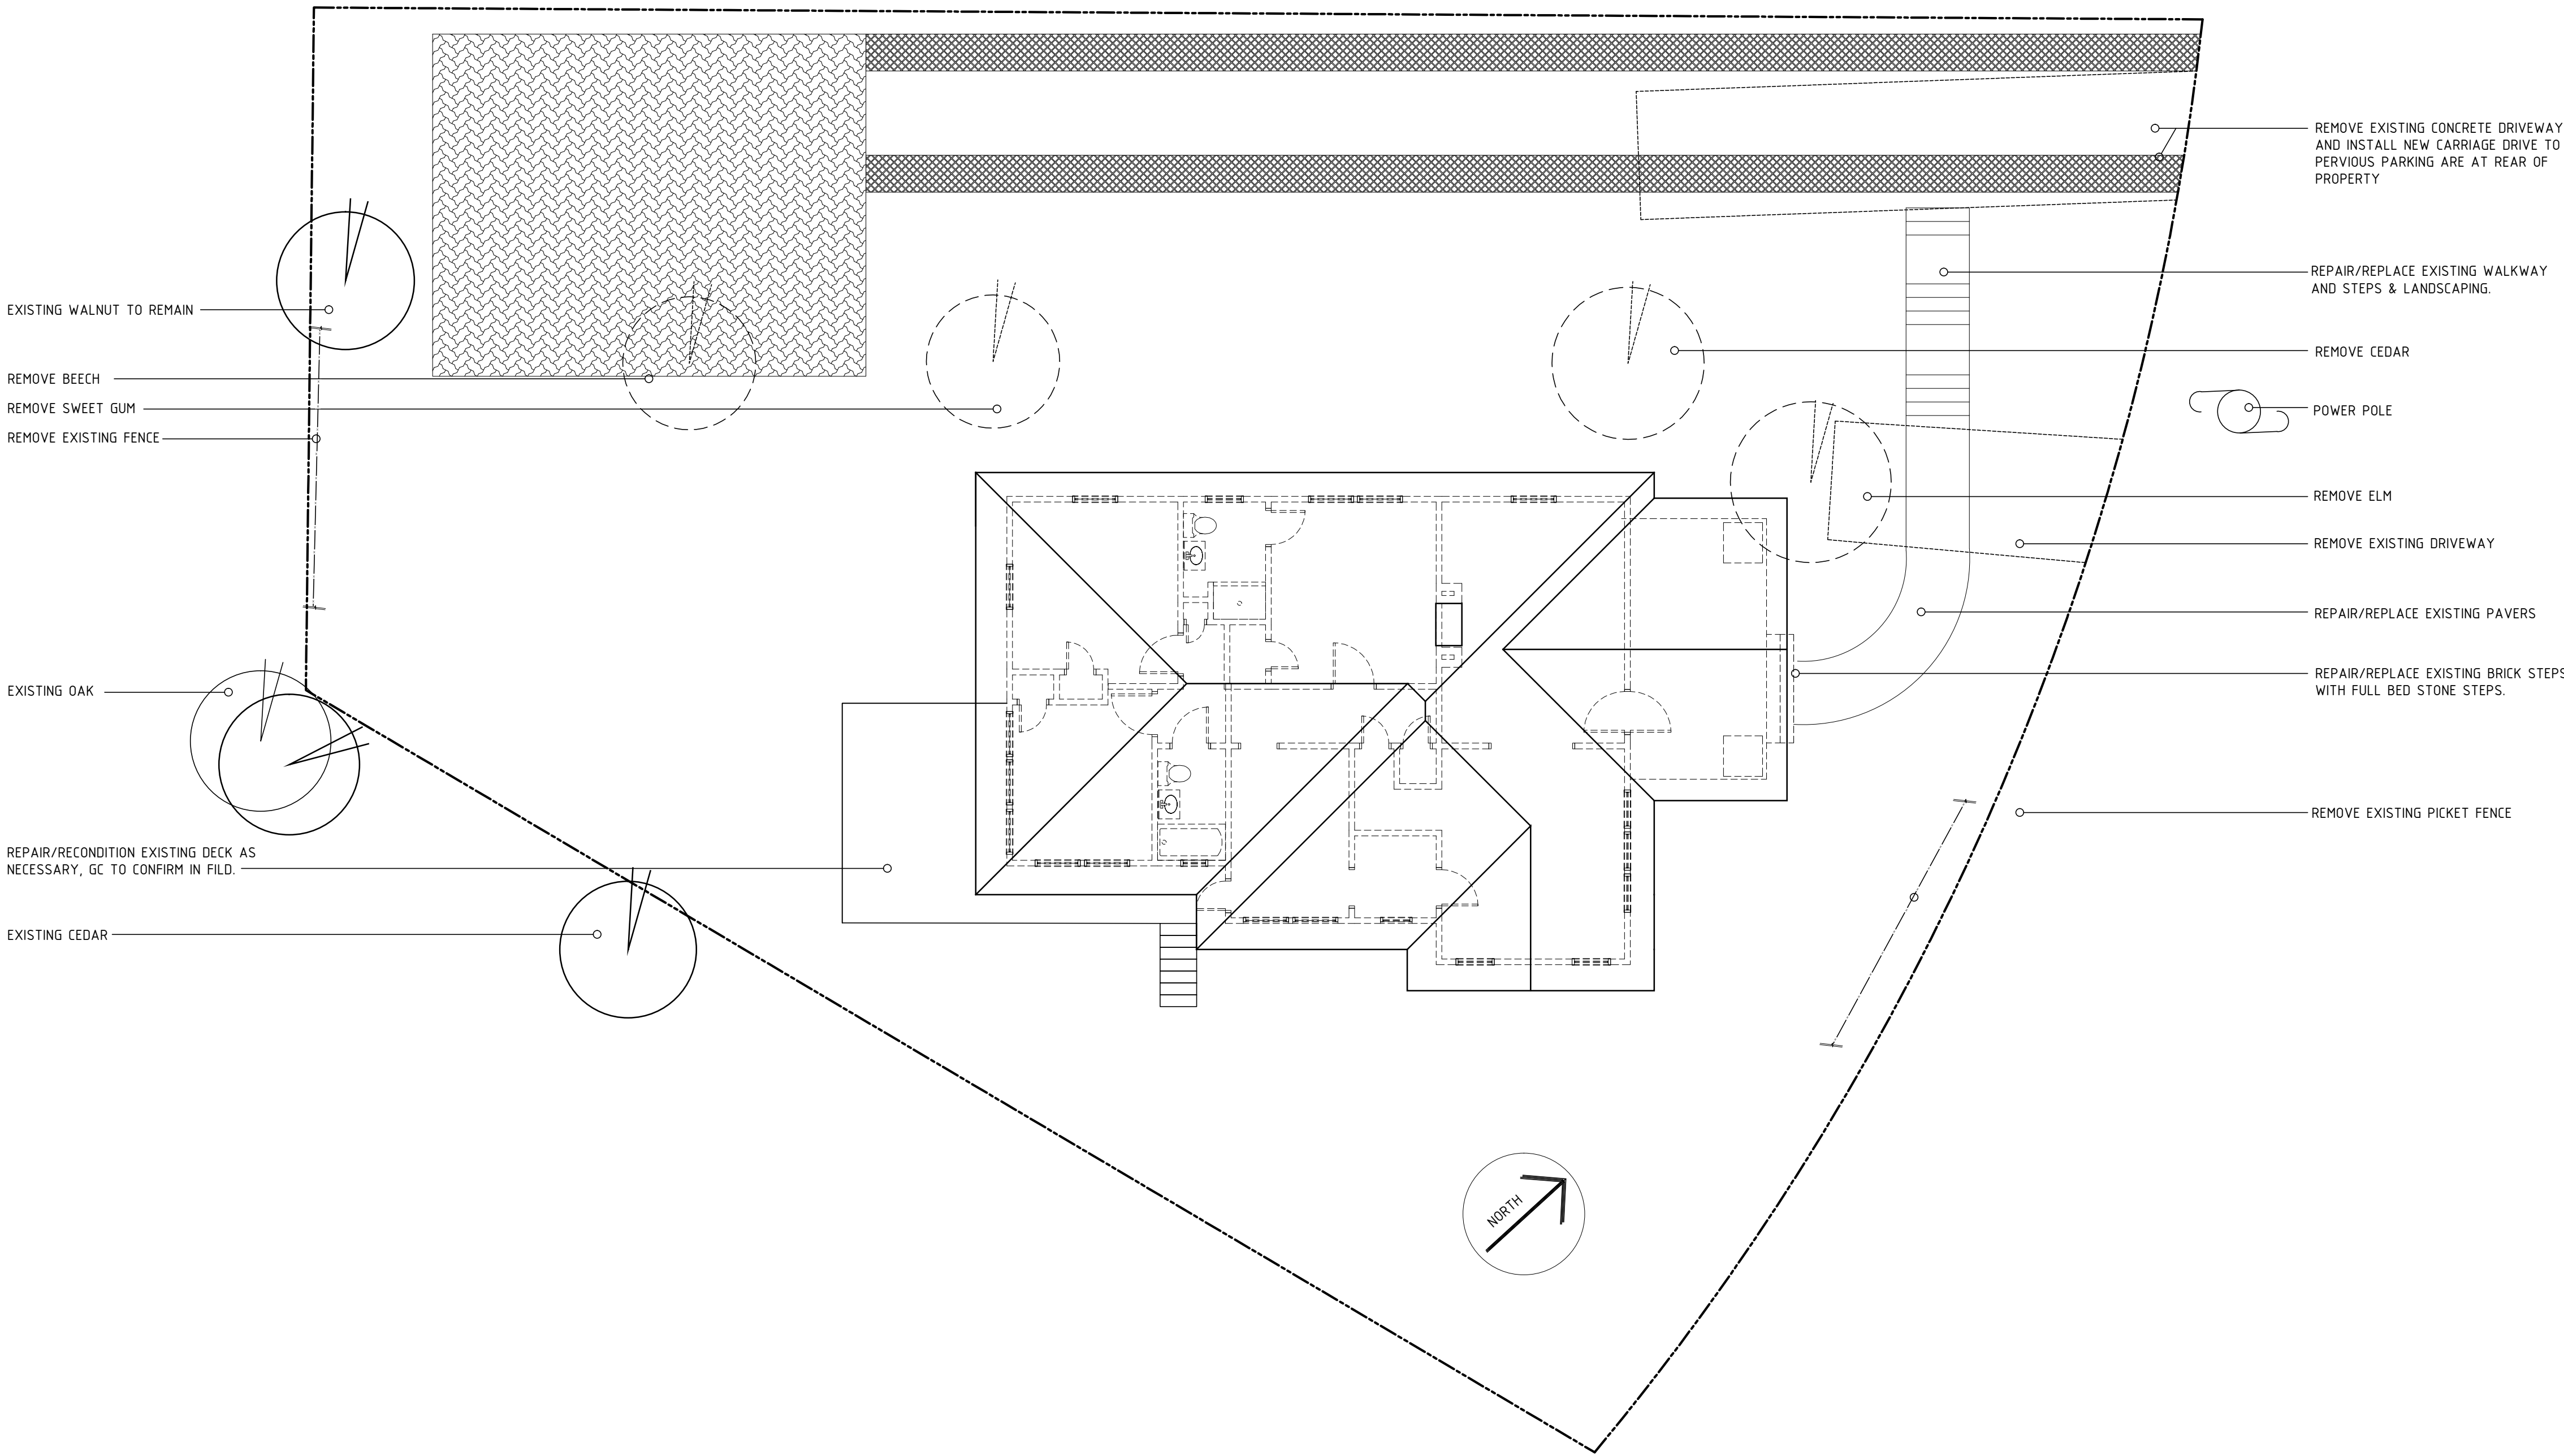 REMOVE EXISTING CONCRETE DRIVEWAY
AND INSTALL NEW CARRIAGE DRIVE TO
PERVIOUS PARKING ARE AT REAR OF
PROPERTY
REPAIR/REPLACE EXISTING WALKWAY
AND STEPS & LANDSCAPING.
EXISTING WALNUT TO REMAIN
REMOVE CEDAR
REMOVE BEECH
REMOVE SWEET GUM
POWER POLE
REMOVE EXISTING FENCE
REMOVE ELM
REMOVE EXISTING DRIVEWAY
REPAIR/REPLACE EXISTING PAVERS
REPAIR/REPLACE EXISTING BRICK STEPS
WITH FULL BED STONE STEPS.
EXISTING OAK
REMOVE EXISTING PICKET FENCE
REPAIR/RECONDITION EXISTING DECK AS
NECESSARY, GC TO CONFIRM IN FILD.
EXISTING CEDAR
NORTH